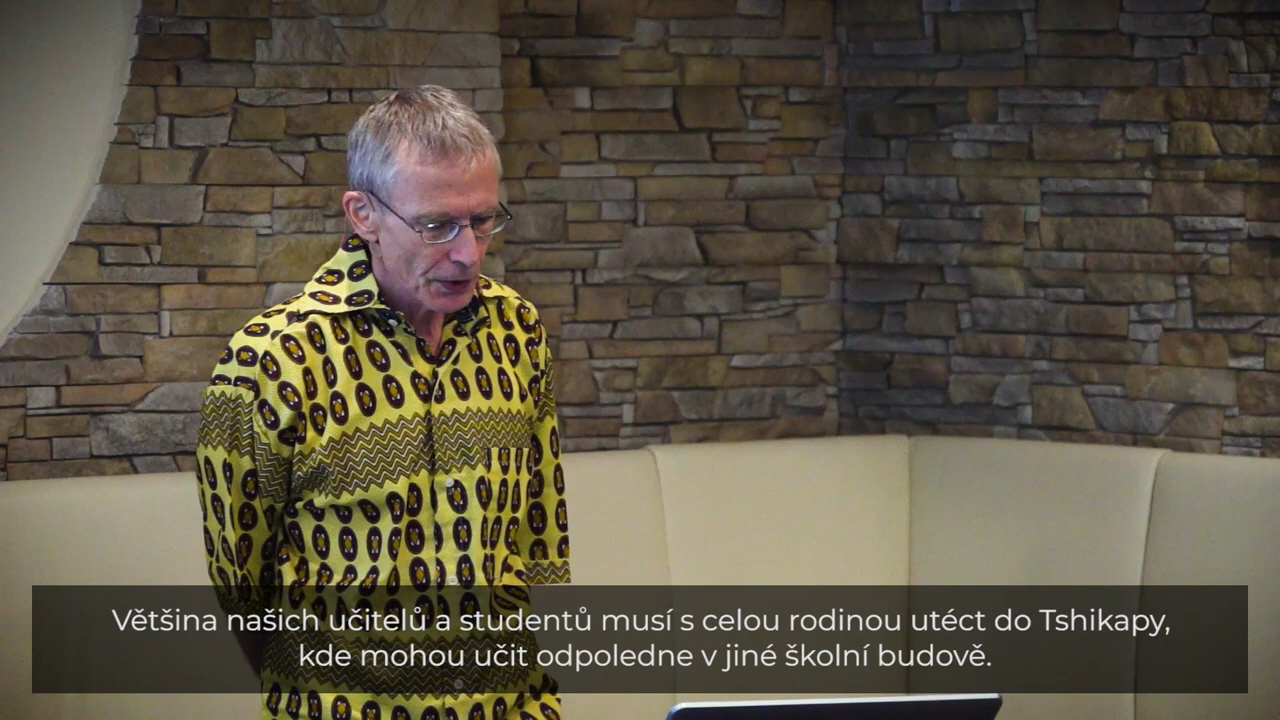 Většina našich učitelů a studentů musí s celou rodinou utéct do Tshikapy,
kde mohou učit odpoledne v jiné školní budově.